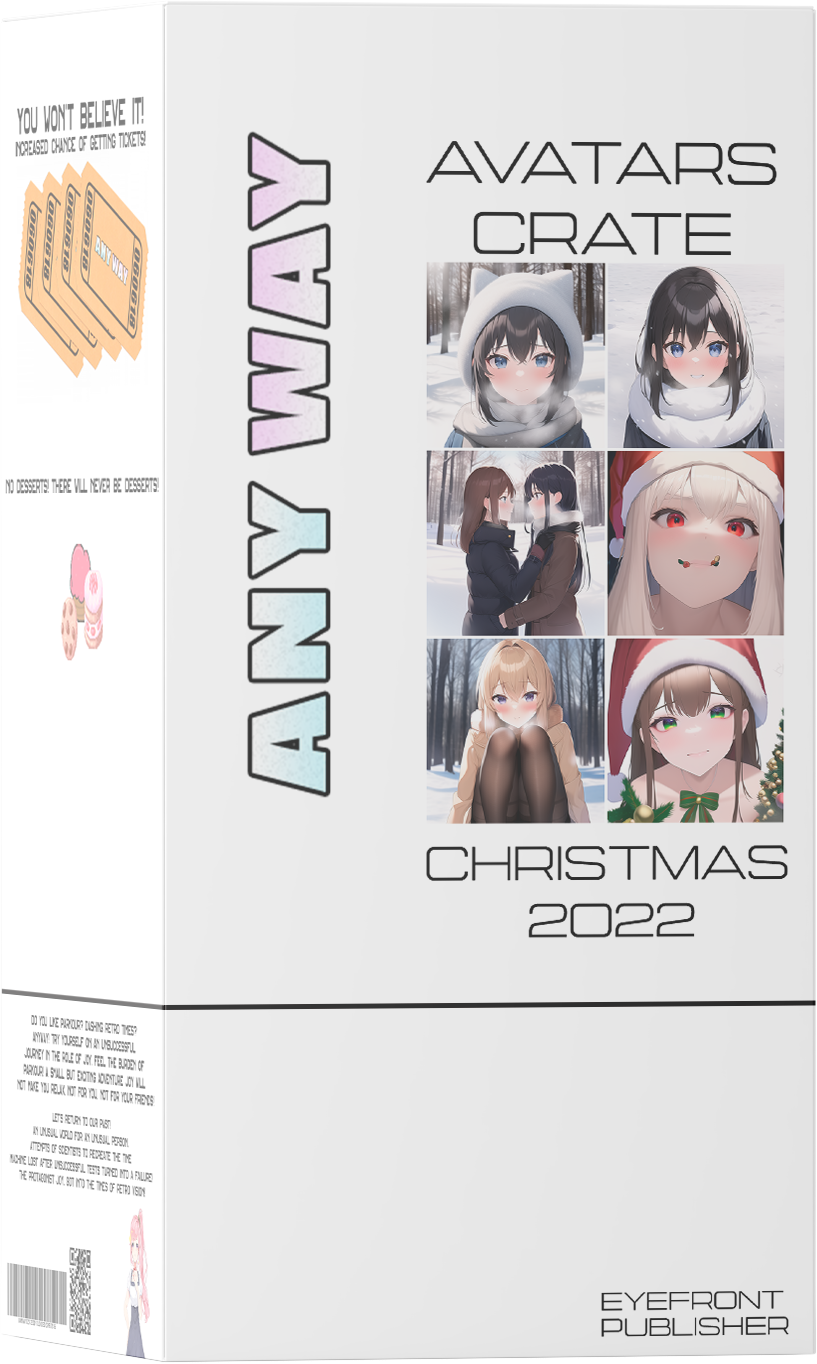 YOU WON'T BELIEVE IT!
INCREASED CHANCE OF GETTING TICKETS!
ANY WAY
NO DESSERTS! THERE WILL NEVER BE DESSERTS!
DO YOU LIKE PARKOUR? DASHING RETRO TIMES?
ANYWAY! TRY YOURSELF ON AN UNSUCCESSFUL
JOURNEY IN THE ROLE OF JOY. FEEL THE BURDEN OF
PARKOUR! A SMALL BUT EXCITING ADVENTURE JOY WILL
NOT MAKE YOU RELAX. NOT FOR YOU, NOT FOR YOUR FRIENDS!
LET'S RETURN TO OUR PAST!
AN UNUSUAL WORLD FOR AN UNUSUAL PERSON.
ATTEMPTS OF SCIENTISTS TO RECREATE THE TIME
MACHINE LOST AFTER UNSUCCESSFUL TESTS TURNED INTO A FAILURE!
THE PROTAGONIST JOY, GOT INTO THE TIMES OF RETRO VISION!
ANY WAY
AVATARS
CRATE
CHRISTMAS
2022
EYEFRONT
PUBLISHER